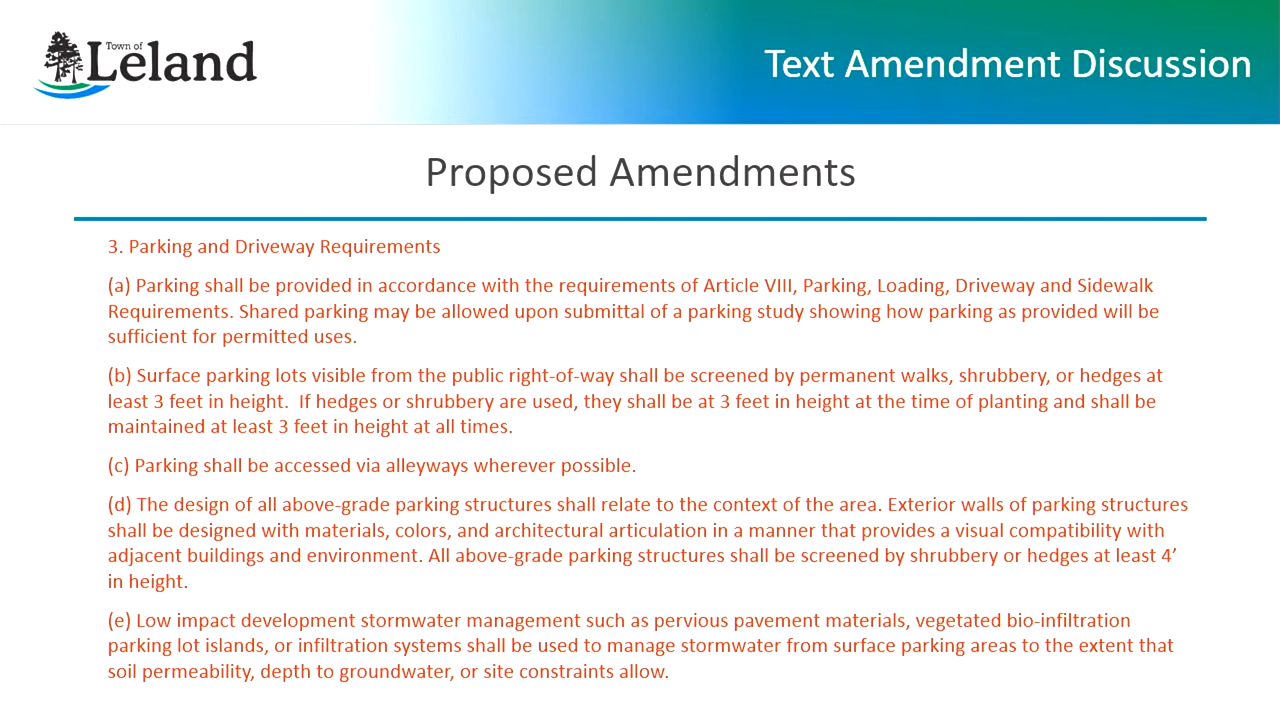 Town of
Leland
Text Amendment Discussion
Proposed Amendments
3. Parking and Driveway Requirements
(a) Parking shall be provided in accordance with the requirements of Article VIII, Parking, Loading, Driveway and Sidewalk
Requirements. Shared parking may be allowed upon submittal of a parking study showing how parking as provided will be
sufficient for permitted uses.
(b) Surface parking lots visible from the public right-of-way shall be screened by permanent walks, shrubbery, or hedges at
least 3 feet in height.  If hedges or shrubbery are used, they shall be at 3 feet in height at the time of planting and shall be
maintained at least 3 feet in height at all times.
(c) Parking shall be accessed via alleyways wherever possible.
(d) The design of all above-grade parking structures shall relate to the context of the area. Exterior walls of parking structures
shall be designed with materials, colors, and architectural articulation in a manner that provides a visual compatibility with
adjacent buildings and environment. All above-grade parking structures shall be screened by shrubbery or hedges at least 4’
in height.
(e) Low impact development stormwater management such as pervious pavement materials, vegetated bio-infiltration
parking lot islands, or infiltration systems shall be used to manage stormwater from surface parking areas to the extent that
soil permeability, depth to groundwater, or site constraints allow.